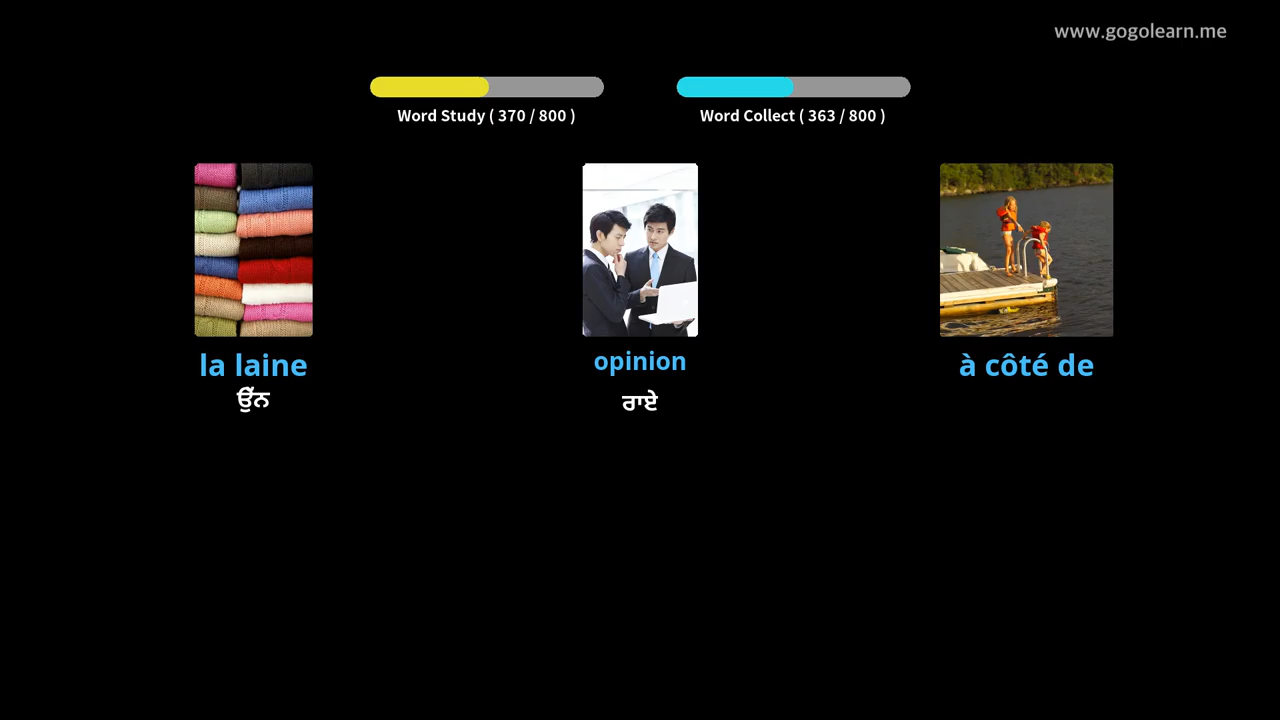 www.gogolearn.me
Word Study ( 370 / 800 )
Word Collect ( 363 / 800 )
la laine
ਉੱਨ
opinion
ਰਾਏ
à côté de